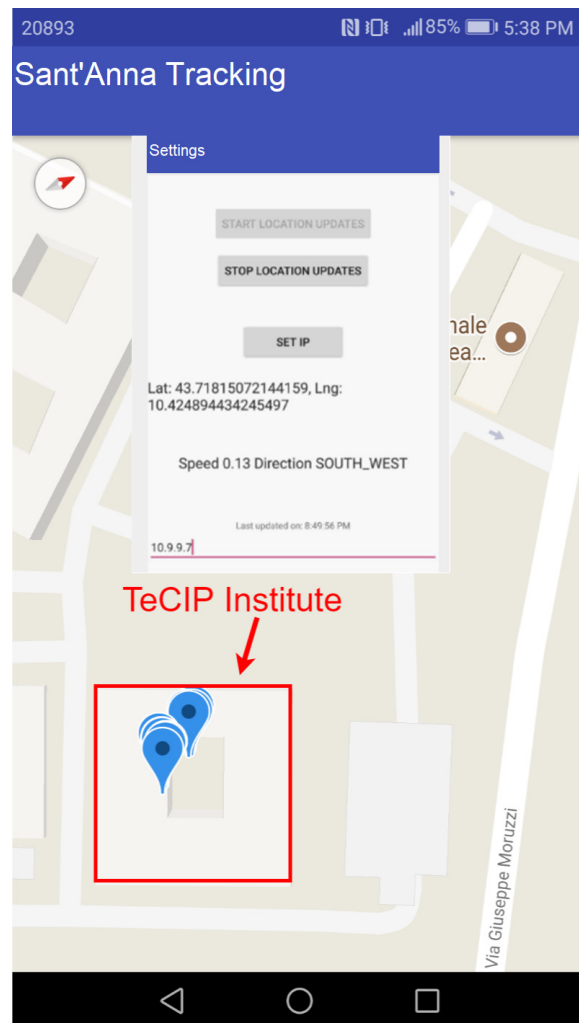 20893 85% 5:38 PM
Sant'Anna Tracking
Settings
START LOCATION UPDATES
STOP LOCATION UPDATES
SET IP
nale
ea...
Lat: 43.71815072144159, Lng:
10.424894434245497
Speed 0.13 Direction SOUTH_WEST
Last updated on: 8:49:56 PM
10.9.9.7
TeCIP Institute
Via Giuseppe Moruzzi